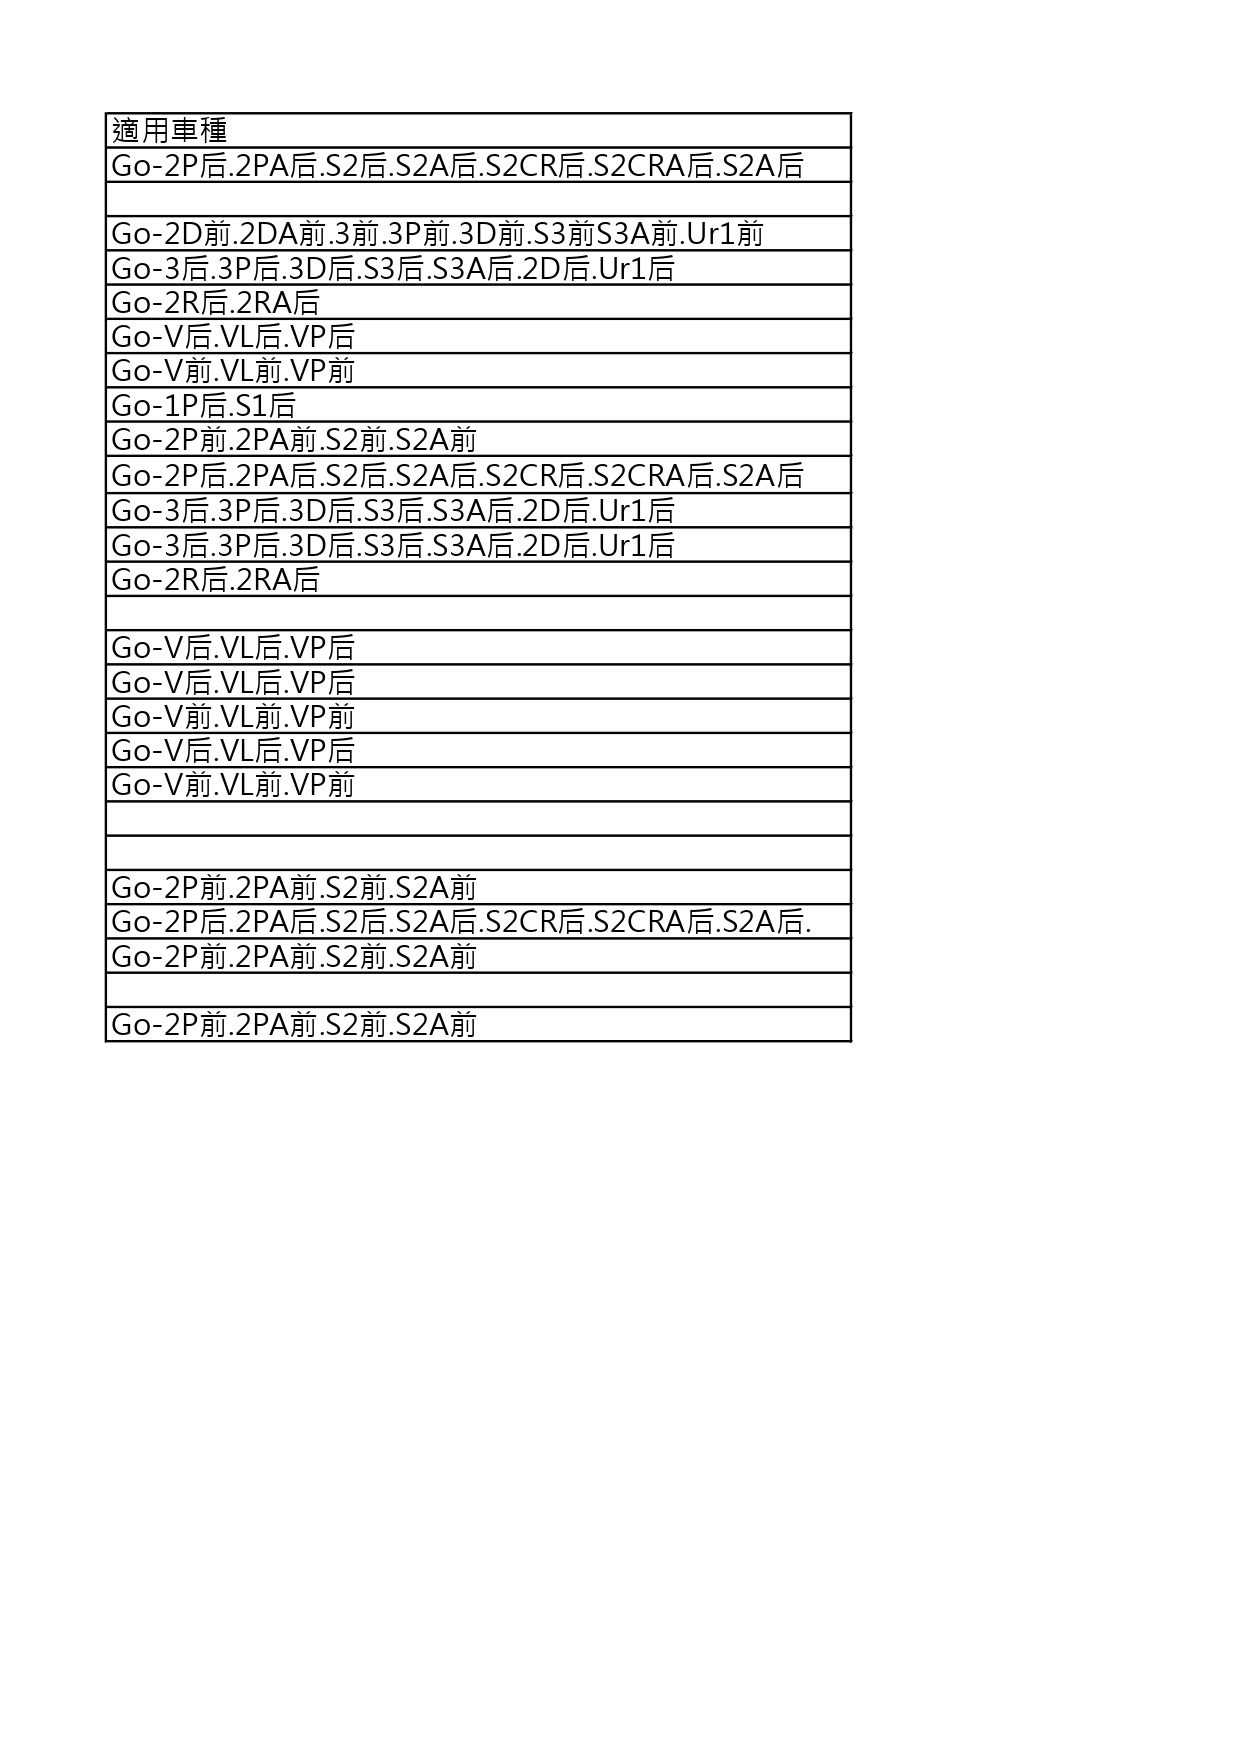 適用車種
Go-2P后.2PA后.S2后.S2A后.S2CR后.S2CRA后.S2A后
Go-2D前.2DA前.3前.3P前.3D前.S3前S3A前.Ur1前
Go-3后.3P后.3D后.S3后.S3A后.2D后.Ur1后
Go-2R后.2RA后
Go-V后.VL后.VP后
Go-V前.VL前.VP前
Go-1P后.S1后
Go-2P前.2PA前.S2前.S2A前
Go-2P后.2PA后.S2后.S2A后.S2CR后.S2CRA后.S2A后
Go-3后.3P后.3D后.S3后.S3A后.2D后.Ur1后
Go-3后.3P后.3D后.S3后.S3A后.2D后.Ur1后
Go-2R后.2RA后
Go-V后.VL后.VP后
Go-V后.VL后.VP后
Go-V前.VL前.VP前
Go-V后.VL后.VP后
Go-V前.VL前.VP前
Go-2P前.2PA前.S2前.S2A前
Go-2P后.2PA后.S2后.S2A后.S2CR后.S2CRA后.S2A后.
Go-2P前.2PA前.S2前.S2A前
Go-2P前.2PA前.S2前.S2A前